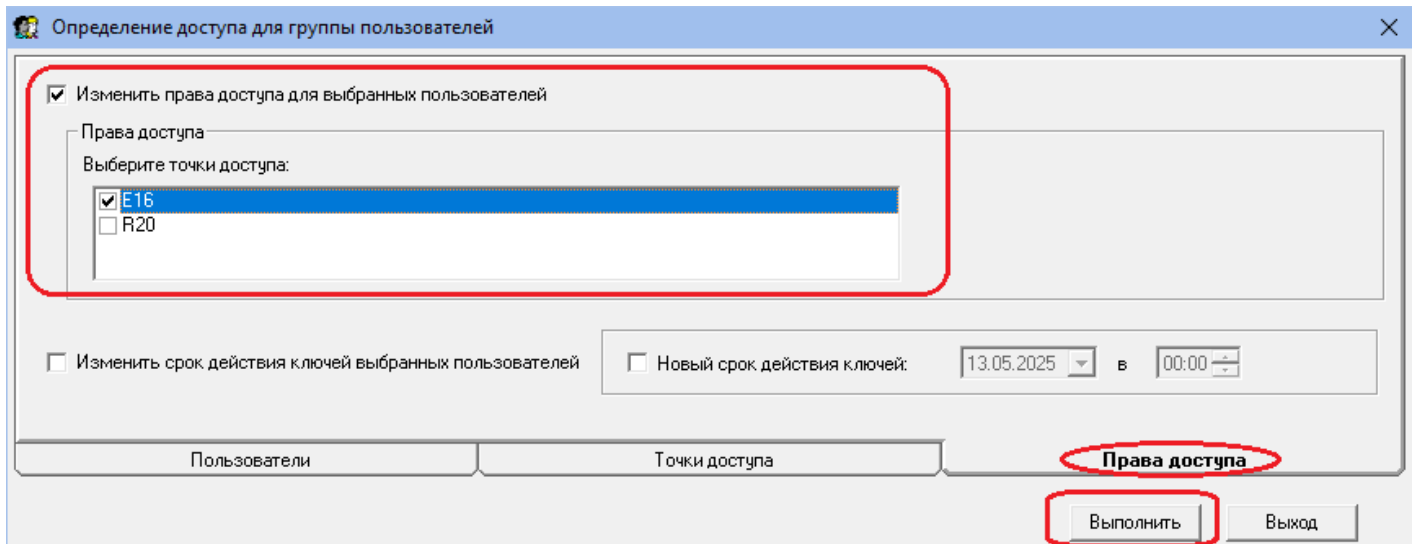 Определение доступа для группы пользователей
Изменить права доступа для выбранных пользователей
Права доступа
Выберите точки доступа:
E16
R20
Изменить срок действия ключей выбранных пользователей
Новый срок действия ключей: 13.05.2025 в 00:00
Пользователи Точки доступа Права доступа
Выполнить Выход